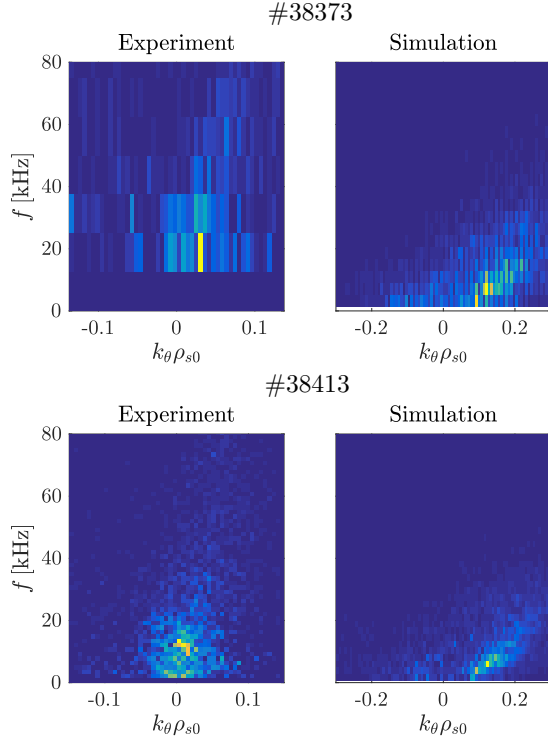 #38373
Experiment Simulation
80
60
40
20
0
f [kHz]
-0.1 0 0.1 -0.2 0 0.2
kθρs0 kθρs0
#38413
Experiment Simulation
80
60
40
20
0
f [kHz]
-0.1 0 0.1 -0.2 0 0.2
kθρs0 kθρs0